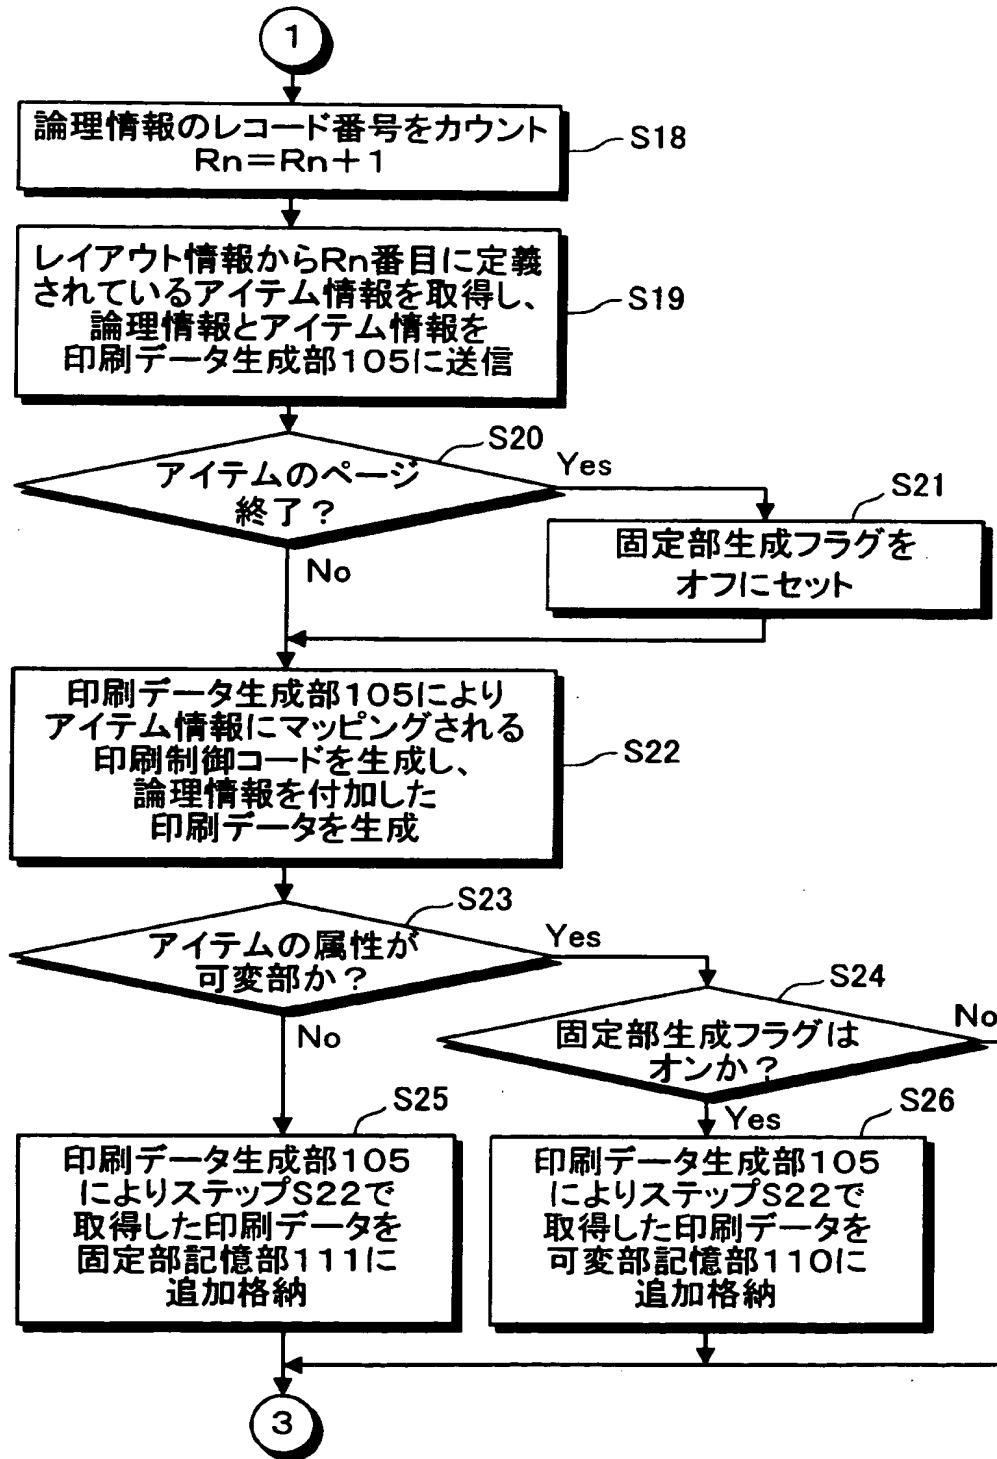 1
論理情報のレコード番号をカウント
Rn=Rn+1
S18
レイアウト情報からRn番目に定義
されているアイテム情報を取得し、
論理情報とアイテム情報を
印刷データ生成部105に送信
S19
アイテムのページ
終了?
S20
Yes
No
固定部生成フラグを
オフにセット
S21
印刷データ生成部105により
アイテム情報にマッピングされる
印刷制御コードを生成し、
論理情報を付加した
印刷データを生成
S22
アイテムの属性が
可変部か?
S23
Yes
No
固定部生成フラグは
オンか?
S24
No
Yes
S25
印刷データ生成部105
によりステップS22で
取得した印刷データを
固定部記憶部111に
追加格納
S26
印刷データ生成部105
によりステップS22で
取得した印刷データを
可変部記憶部110に
追加格納
3